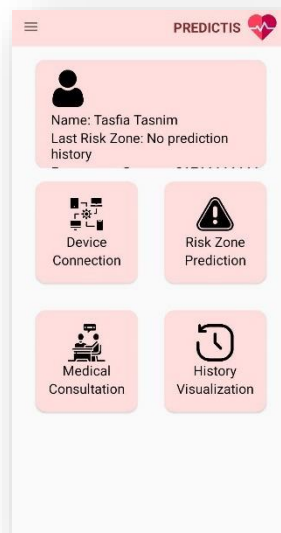 PREDICTIS
Name: Tasfia Tasnim
Last Risk Zone: No prediction
history
Device
Connection
Risk Zone
Prediction
Medical
Consultation
History
Visualization